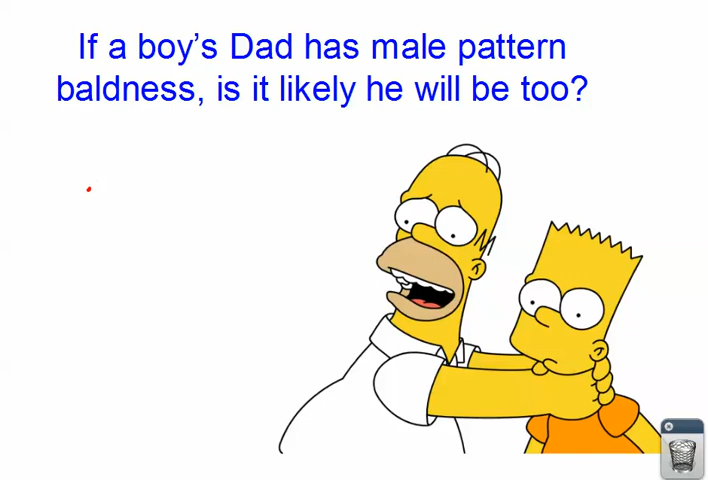 If a boy's Dad has male pattern
baldness, is it likely he will be too?